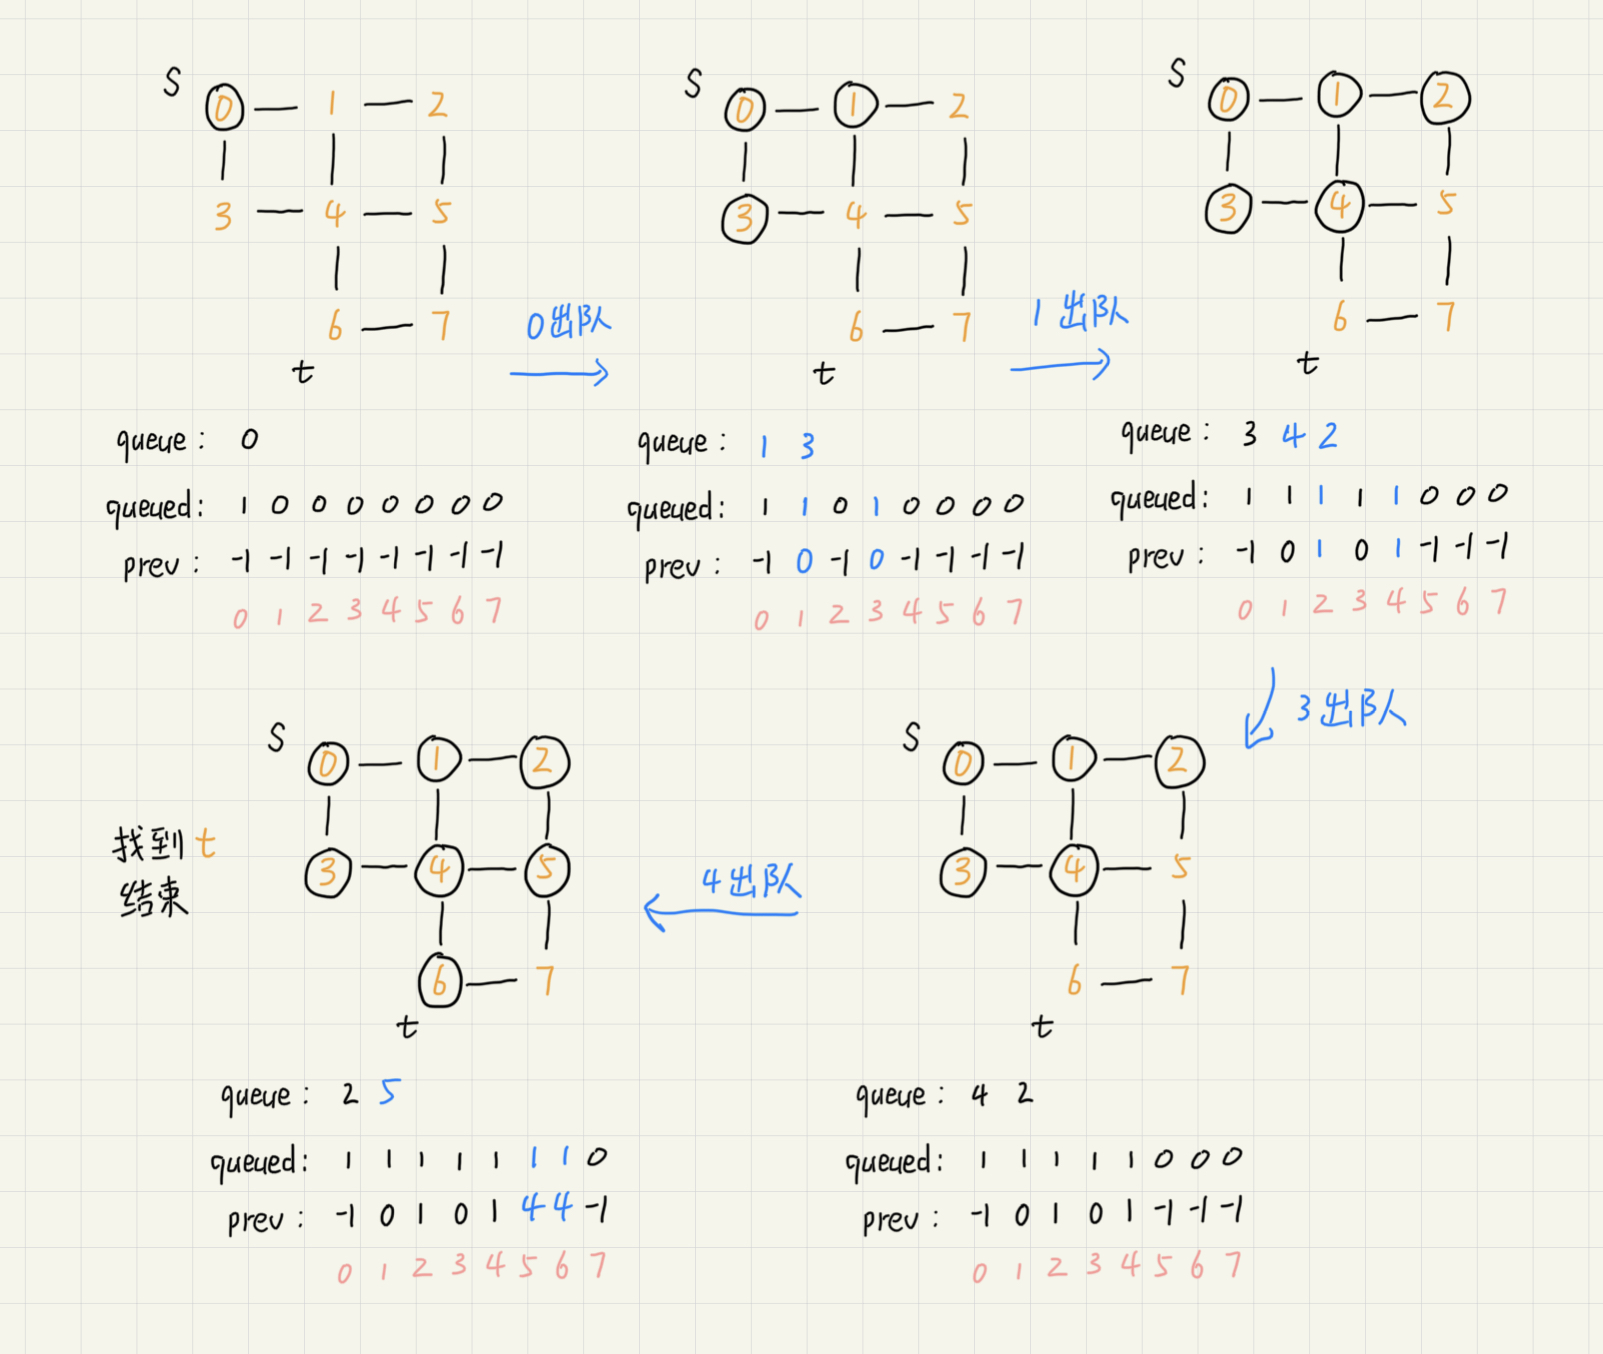 S 0 — 1 — 2
3 — 4 — 5
6 — 7
t
queue: 0
queued: 1 0 0 0 0 0 0 0
prev: -1 -1 -1 -1 -1 -1 -1 -1
0 1 2 3 4 5 6 7
0出队
S 0 — 1 — 2
3 — 4 — 5
6 — 7
t
queue: 1 3
queued: 1 1 0 1 0 0 0 0
prev: -1 0 -1 0 -1 -1 -1 -1
0 1 2 3 4 5 6 7
1出队
S 0 — 1 — 2
3 — 4 — 5
6 — 7
t
queue: 3 4 2
queued: 1 1 1 1 1 0 0 0
prev: -1 0 1 0 1 -1 -1 -1
0 1 2 3 4 5 6 7
3出队
S 0 — 1 — 2
3 — 4 — 5
6 — 7
t
queue: 4 2
queued: 1 1 1 1 1 0 0 0
prev: -1 0 1 0 1 -1 -1 -1
0 1 2 3 4 5 6 7
4出队
S 0 — 1 — 2
3 — 4 — 5
6 — 7
t
找到t
结束
queue: 2 5
queued: 1 1 1 1 1 1 1 0
prev: -1 0 1 0 1 4 4 -1
0 1 2 3 4 5 6 7